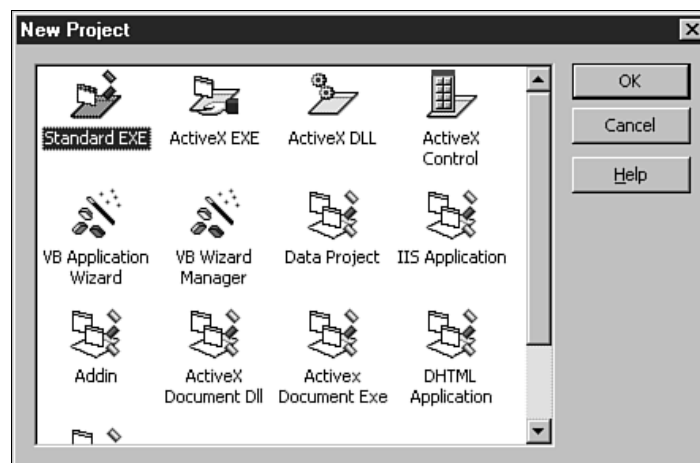 New Project
Standard EXE
ActiveX EXE
ActiveX DLL
ActiveX
Control
VB Application
Wizard
VB Wizard
Manager
Data Project
IIS Application
Addin
ActiveX
Document Dll
Activex
Document Exe
DHTML
Application
OK
Cancel
Help